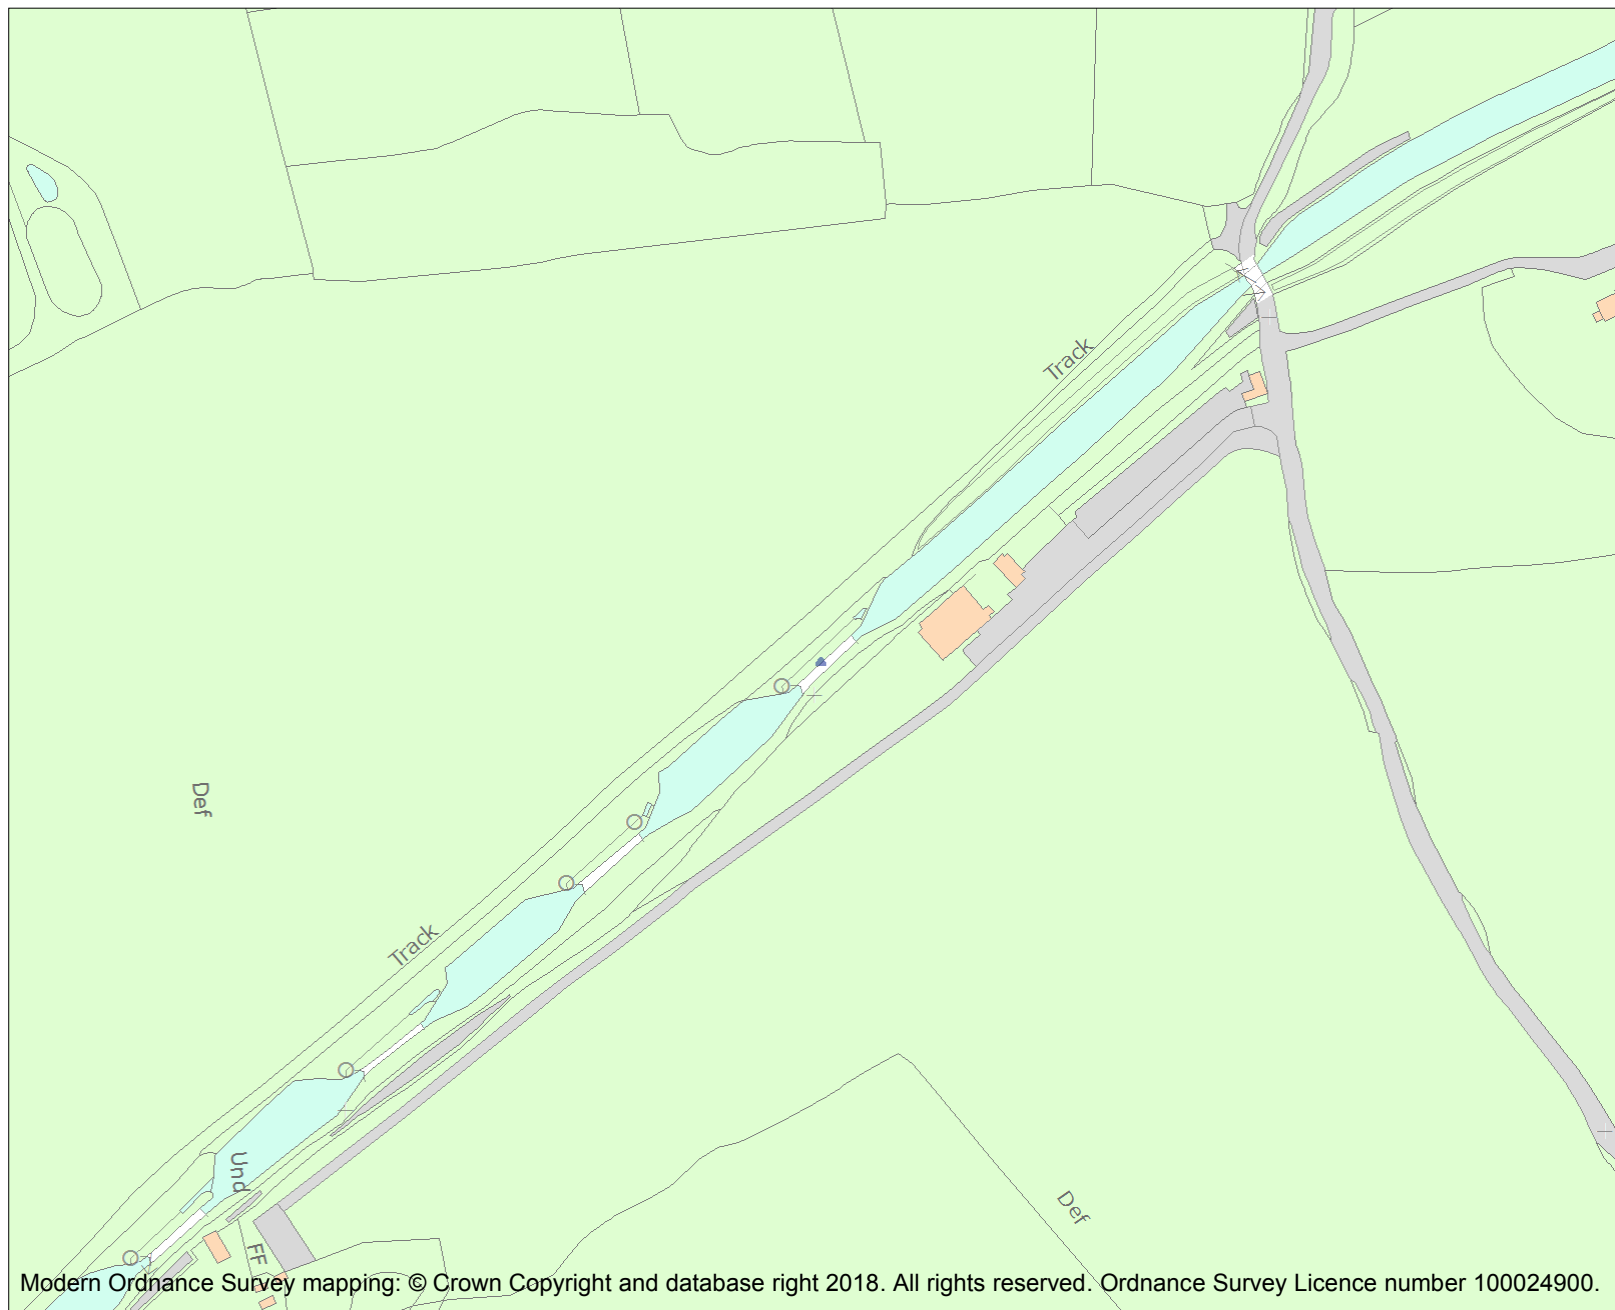 Track
Def
Track
Und
Def
FF
Modern Ordnance Survey mapping: © Crown Copyright and database right 2018. All rights reserved. Ordnance Survey Licence number 100024900.